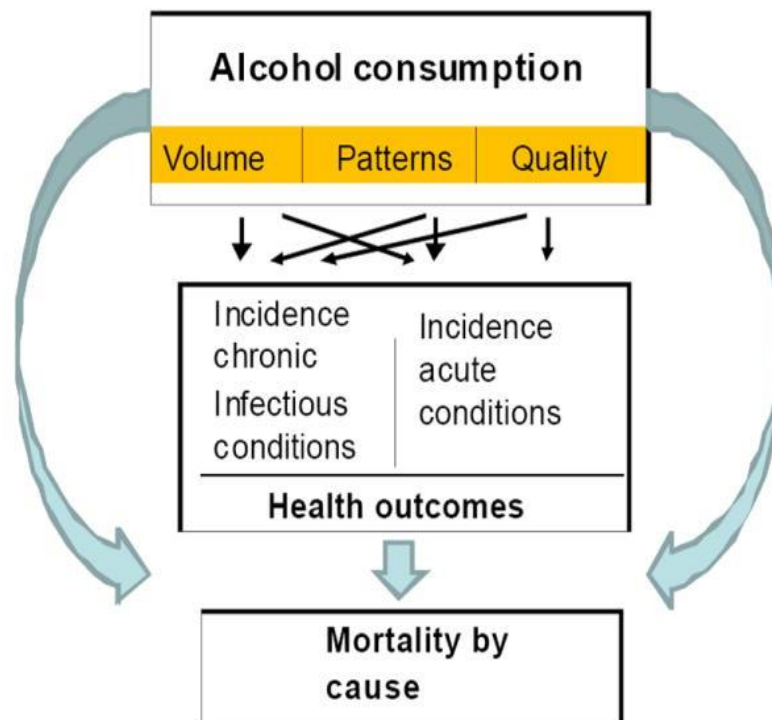 Alcohol consumption
Volume Patterns Quality
Incidence
chronic
Infectious
conditions
Incidence
acute
conditions
Health outcomes
Mortality by
cause